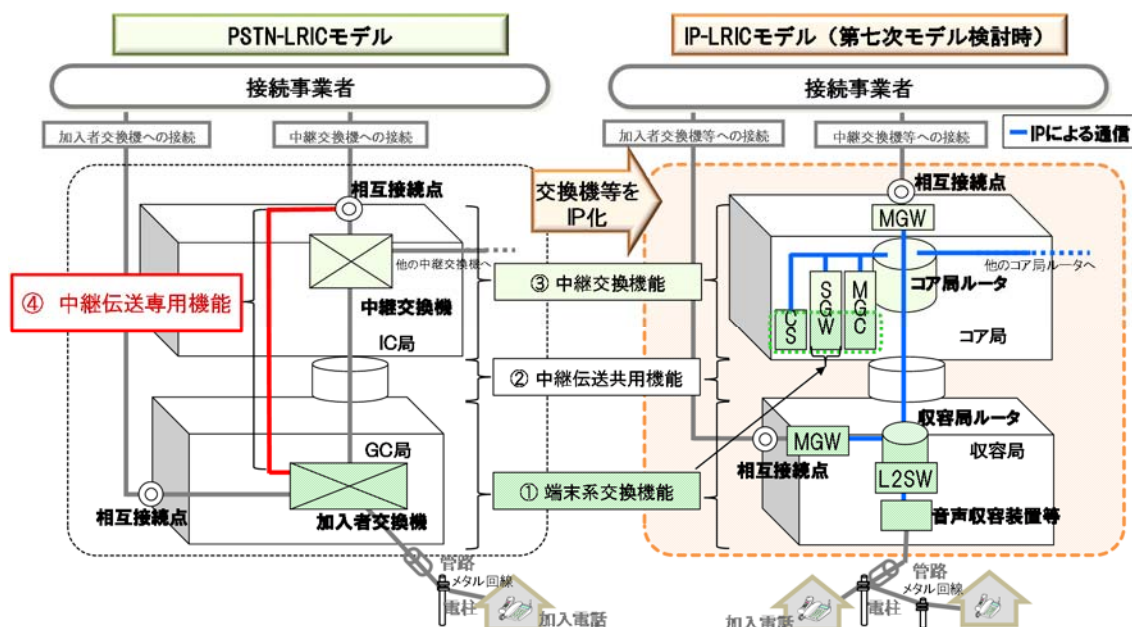 PSTN-LRICモデル
IP-LRICモデル（第七次モデル検討時）
接続事業者
接続事業者
加入者交換機への接続
中継交換機への接続
加入者交換機等への接続
中継交換機等への接続
IPによる通信
相互接続点
交換機等を
IP化
相互接続点
MGW
他の中継交換機へ
他のコア局ルータへ
③ 中継交換機能
④ 中継伝送専用機能
中継交換機
IC局
CS
SGW
MGC
コア局ルータ
コア局
② 中継伝送共用機能
GC局
収容局ルータ
収容局
MGW
相互接続点
L2SW
① 端末系交換機能
相互接続点
加入者交換機
音声収容装置等
管路
メタル回線
電柱
加入電話
管路
メタル回線
電柱
加入電話